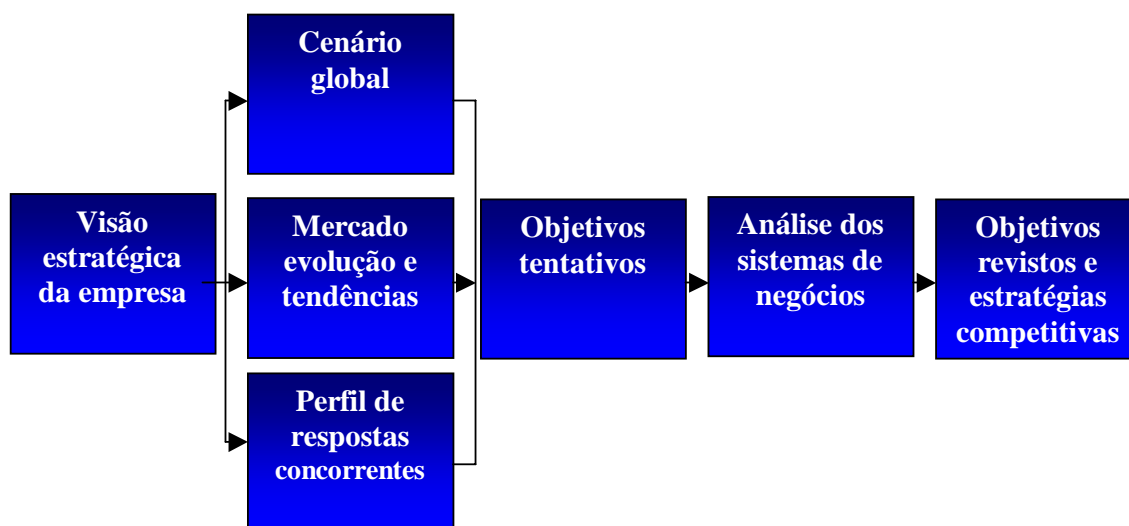 Cenário
global
Visão
estratégica
da empresa
Mercado
evolução e
tendências
Objetivos
tentativos
Análise dos
sistemas de
negócios
Objetivos
revistos e
estratégias
competitivas
Perfil de
respostas
concorrentes